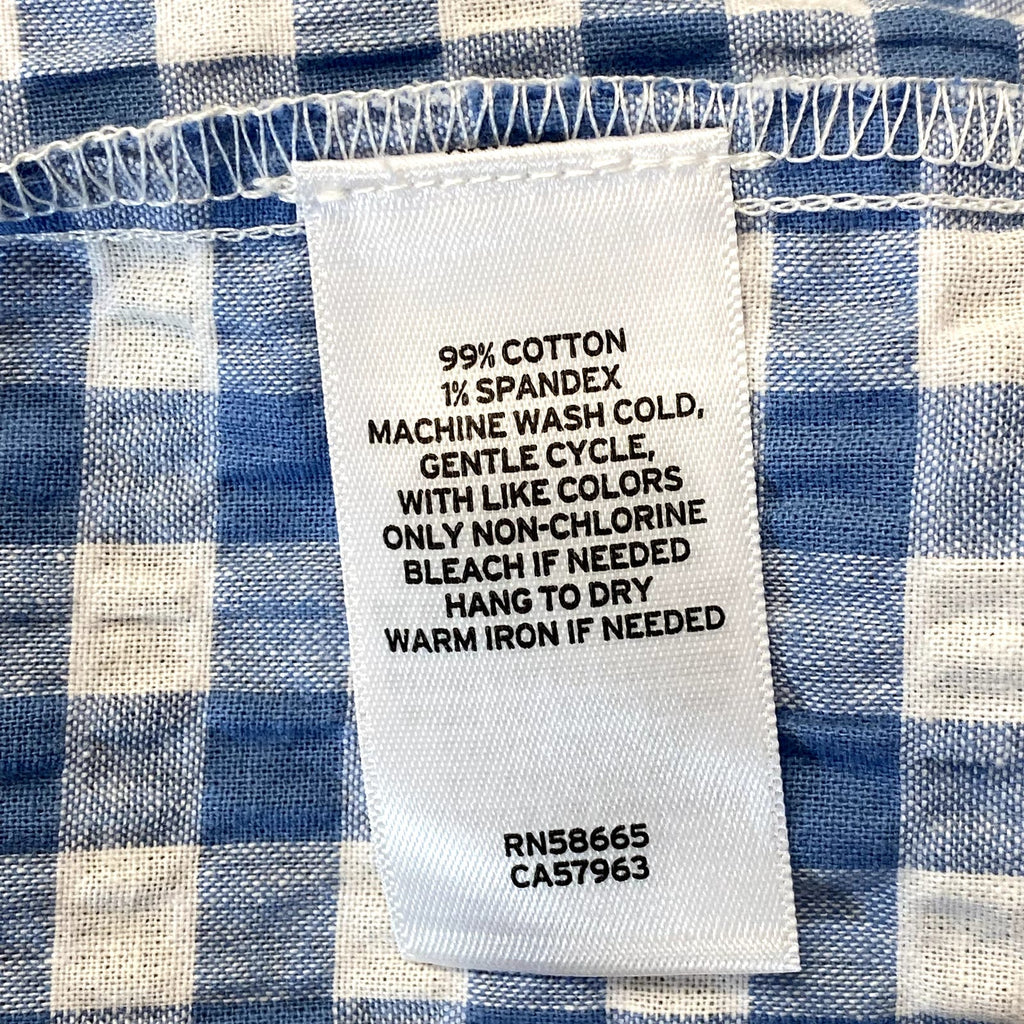 99% COTTON
1% SPANDEX
MACHINE WASH COLD,
GENTLE CYCLE,
WITH LIKE COLORS
ONLY NON-CHLORINE
BLEACH IF NEEDED
HANG TO DRY
WARM IRON IF NEEDED
RN58665
CA57963